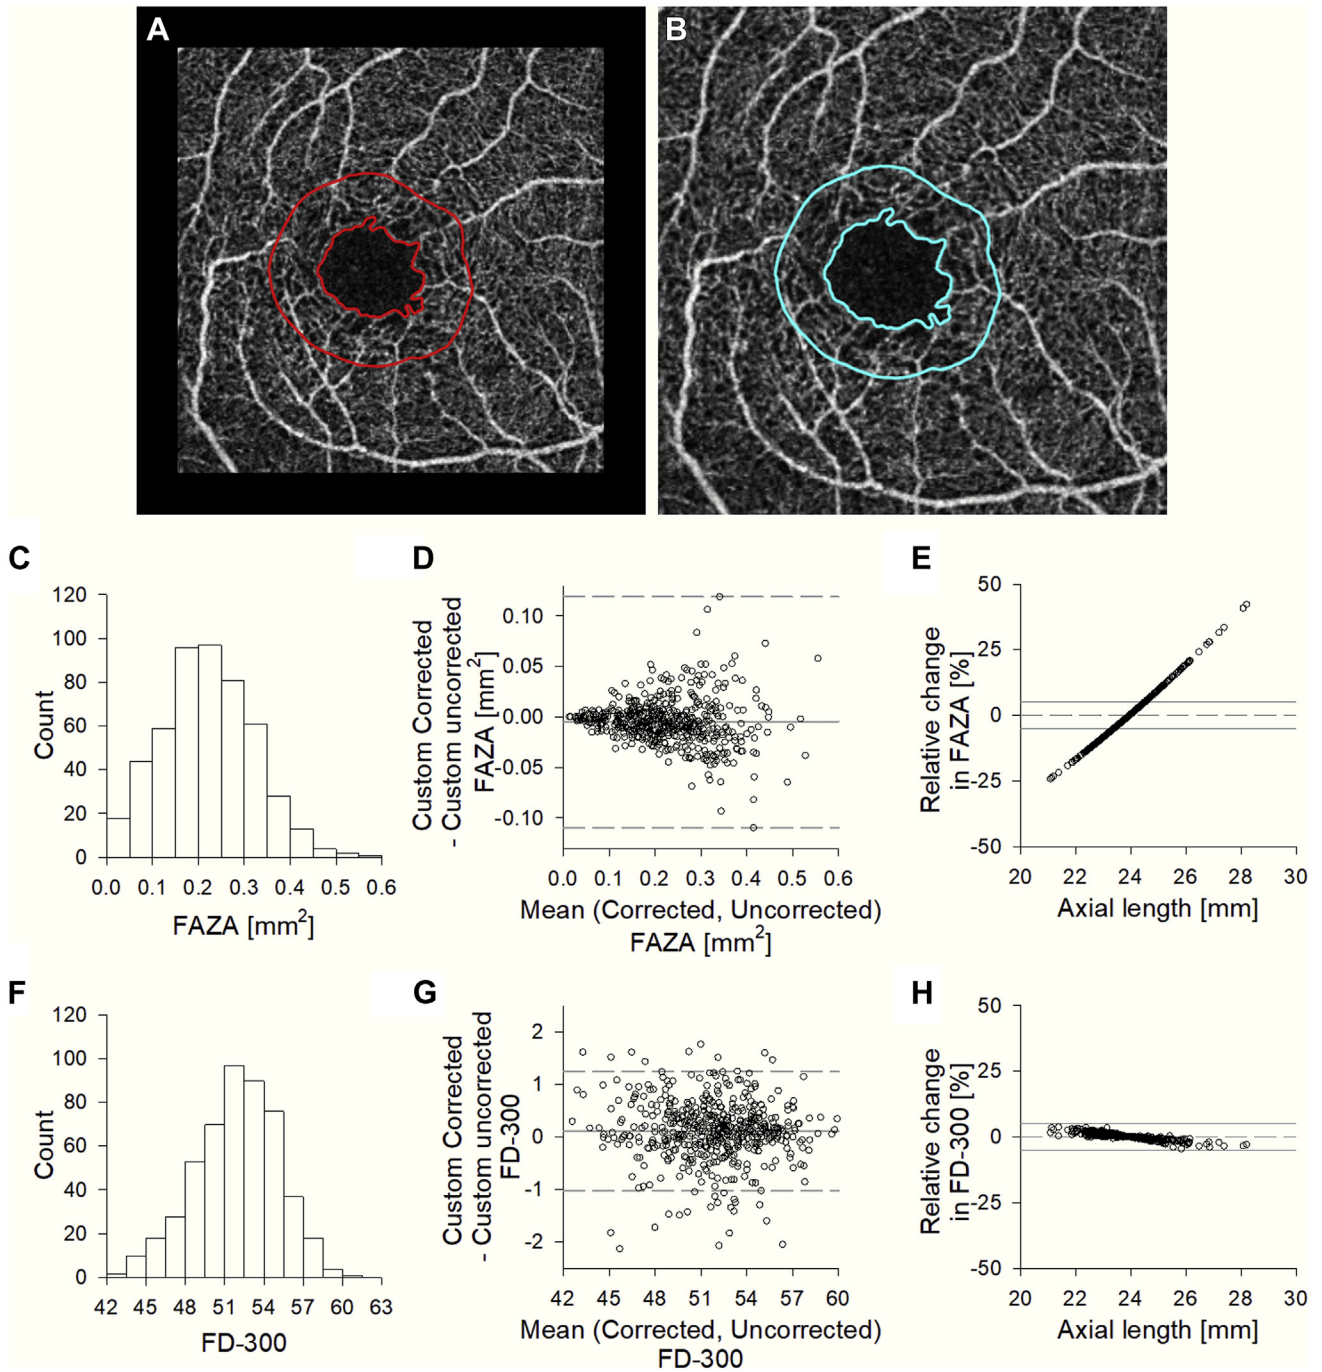 A
B
C
120
100
80
60
40
20
0
Count
0.0 0.1 0.2 0.3 0.4 0.5 0.6
FAZA [mm²]
D
Custom Corrected
- Custom uncorrected
FAZA [mm²]
0.10
0.05
0.00
-0.05
-0.10
0.0 0.1 0.2 0.3 0.4 0.5 0.6
Mean (Corrected, Uncorrected)
FAZA [mm²]
E
Relative change
in FAZA [%]
50
25
0
-25
-50
20 22 24 26 28 30
Axial length [mm]
F
120
100
80
60
40
20
0
Count
42 45 48 51 54 57 60 63
FD-300
G
Custom Corrected
- Custom uncorrected
FD-300
2
1
0
-1
-2
42 45 48 51 54 57 60
Mean (Corrected, Uncorrected)
FD-300
H
Relative change
in FD-300 [%]
50
25
0
-25
-50
20 22 24 26 28 30
Axial length [mm]